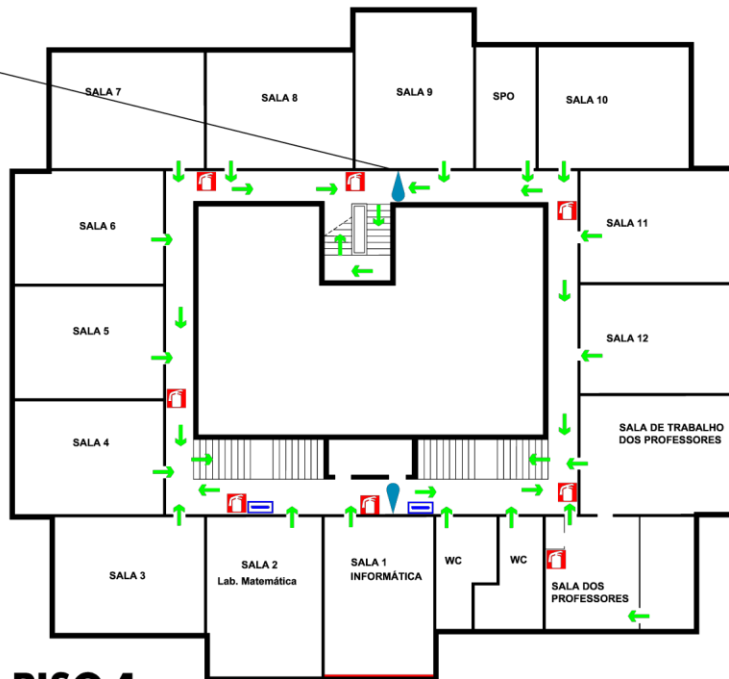 SALA 7
SALA 8
SALA 9
SPO
SALA 10
SALA 6
SALA 11
SALA 5
SALA 12
SALA 4
SALA DE TRABALHO
DOS PROFESSORES
SALA 3
SALA 2
Lab. Matemática
SALA 1
INFORMÁTICA
WC
WC
SALA DOS
PROFESSORES